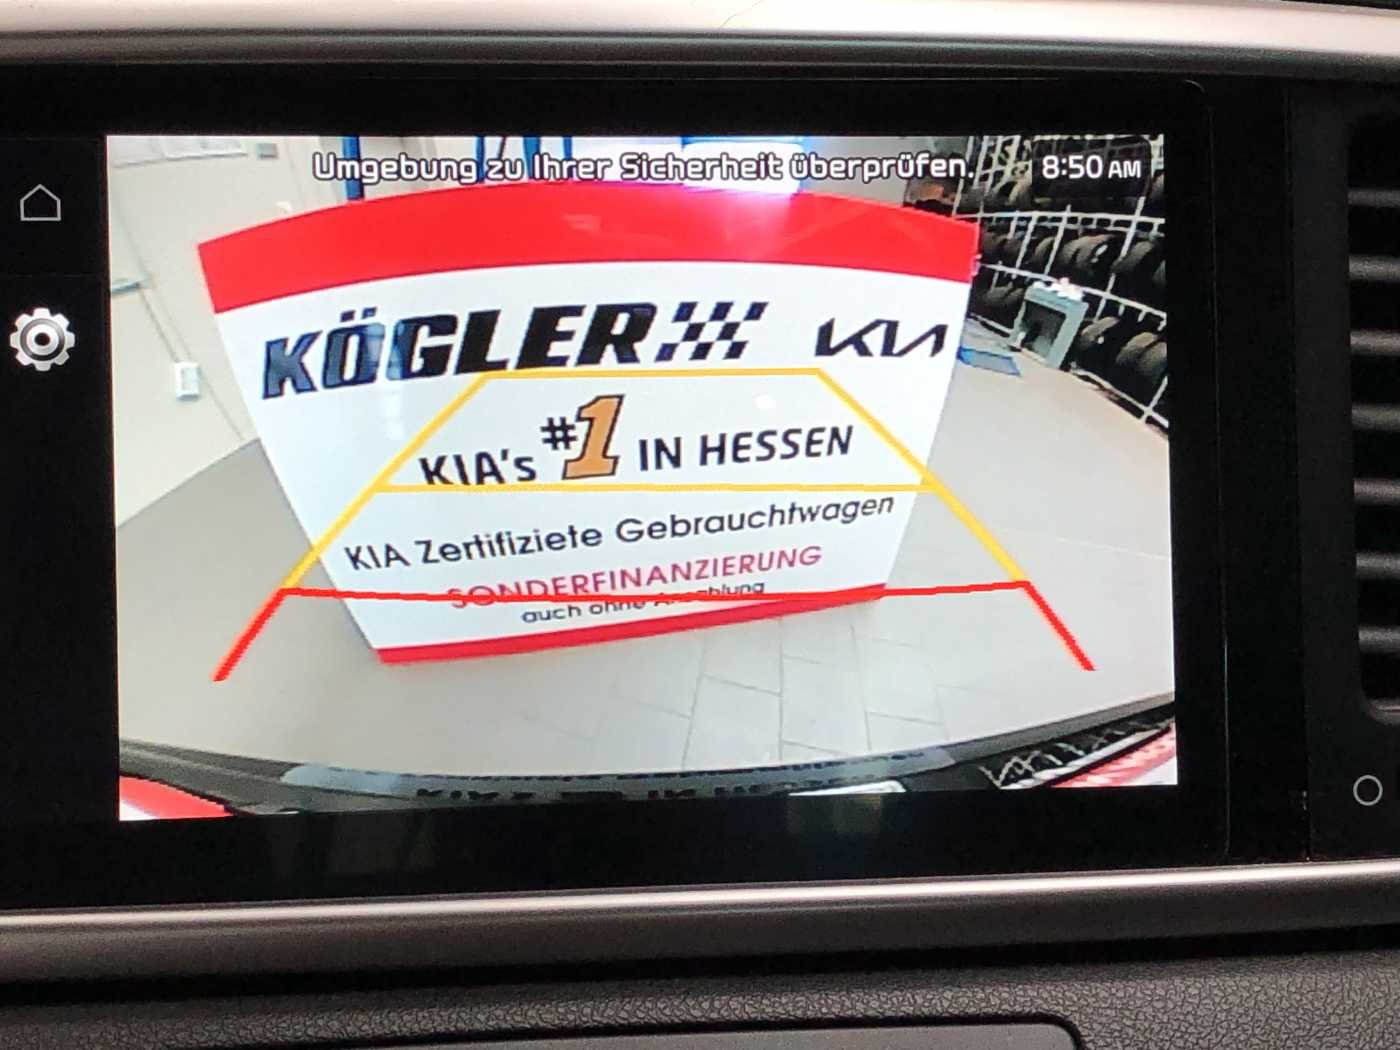 Umgebung zu Ihrer Sicherheit überprüfen.
8:50 AM
KÖGLER KIA
KIA's #1 IN HESSEN
KIA Zertifiziete Gebrauchtwagen
SONDERFINANZIERUNG
auch ohne Anzahlung